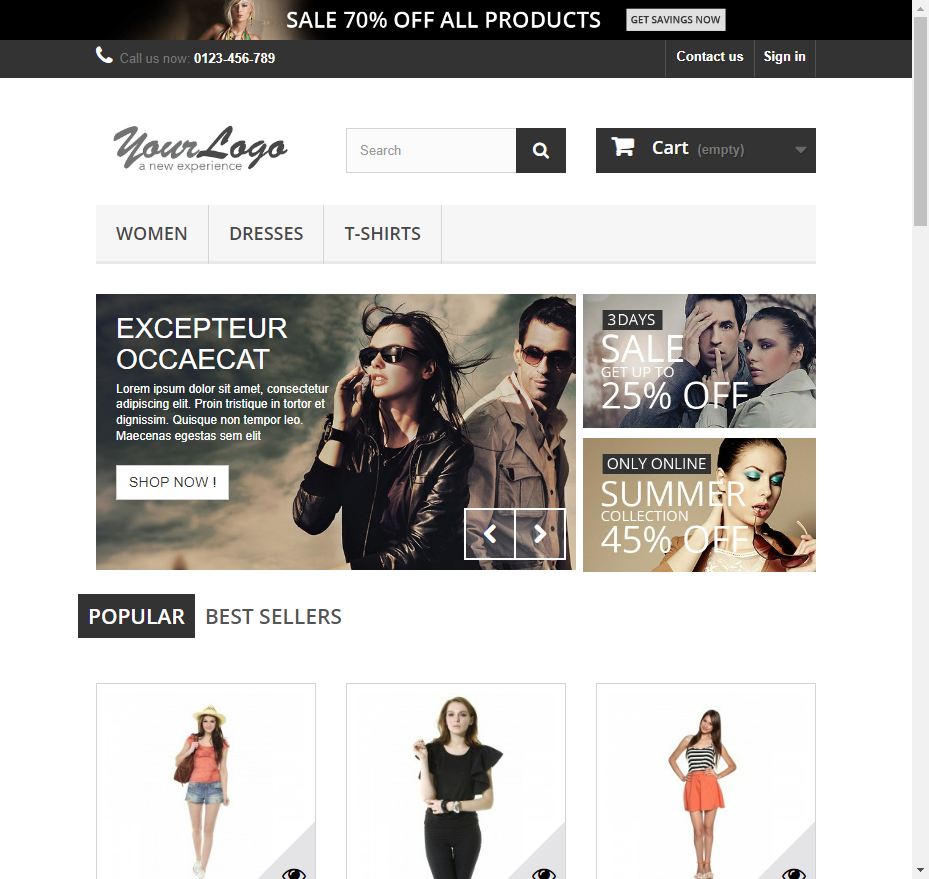 SALE 70% OFF ALL PRODUCTS GET SAVINGS NOW
Call us now: 0123-456-789 Contact us Sign in
YourLogo
a new experience
Search
Cart (empty)
WOMEN DRESSES T-SHIRTS
EXCEPTEUR
OCCAECAT
Lorem ipsum dolor sit amet, consectetur
adipiscing elit. Proin tristique in tortor et
dignissim. Quisque non tempor leo.
Maecenas egestas sem elit
SHOP NOW !
3 DAYS
SALE
GET UP TO
25% OFF
ONLY ONLINE
SUMMER
COLLECTION
45% OFF
POPULAR BEST SELLERS